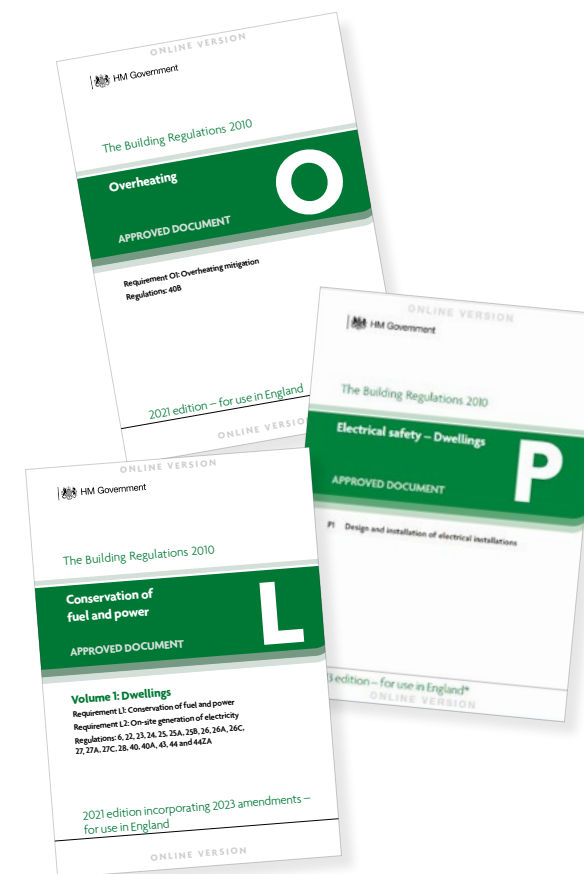 ONLINE VERSION
HM Government
The Building Regulations 2010
Overheating
O
APPROVED DOCUMENT
Requirement O1: Overheating mitigation
Regulations: 40B
2021 edition – for use in England
ONLINE VERSIO
ONLINE VERSION
HM Government
The Building Regulations 2010
Electrical safety – Dwellings
P
APPROVED DOCUMENT
P1 Design and installation of electrical installations
3 edition – for use in England*
ONLINE VERSION
ONLINE VERSION
HM Government
The Building Regulations 2010
Conservation of
fuel and power
L
APPROVED DOCUMENT
Volume 1: Dwellings
Requirement L1: Conservation of fuel and power
Requirement L2: On-site generation of electricity
Regulations: 6, 22, 23, 24, 25, 25A, 25B, 26, 26A, 26C,
27, 27A, 27C, 28, 40, 40A, 43, 44 and 44ZA
2021 edition incorporating 2023 amendments –
for use in England
ONLINE VERSION